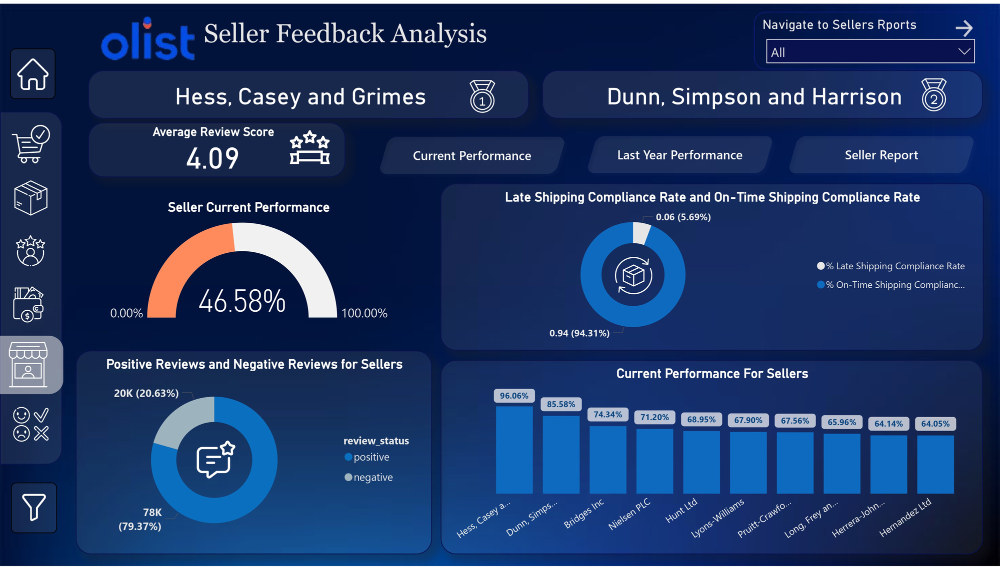 olist Seller Feedback Analysis
Navigate to Sellers Rports
All
Hess, Casey and Grimes
1
Dunn, Simpson and Harrison
2
Average Review Score
4.09
Current Performance
Last Year Performance
Seller Report
Seller Current Performance
46.58%
0.00%
100.00%
Late Shipping Compliance Rate and On-Time Shipping Compliance Rate
0.06 (5.69%)
0.94 (94.31%)
% Late Shipping Compliance Rate
% On-Time Shipping Complianc...
Positive Reviews and Negative Reviews for Sellers
20K (20.63%)
78K
(79.37%)
review_status
positive
negative
Current Performance For Sellers
96.06%
85.58%
74.34%
71.20%
68.95%
67.90%
67.56%
65.96%
64.14%
64.05%
Hess, Casey a...
Dunn, Simps...
Bridges Inc
Nielsen PLC
Hunt Ltd
Lyons-Williams
Pruitt-Crawfo...
Long, Frey an...
Herrera-John...
Hernandez Ltd